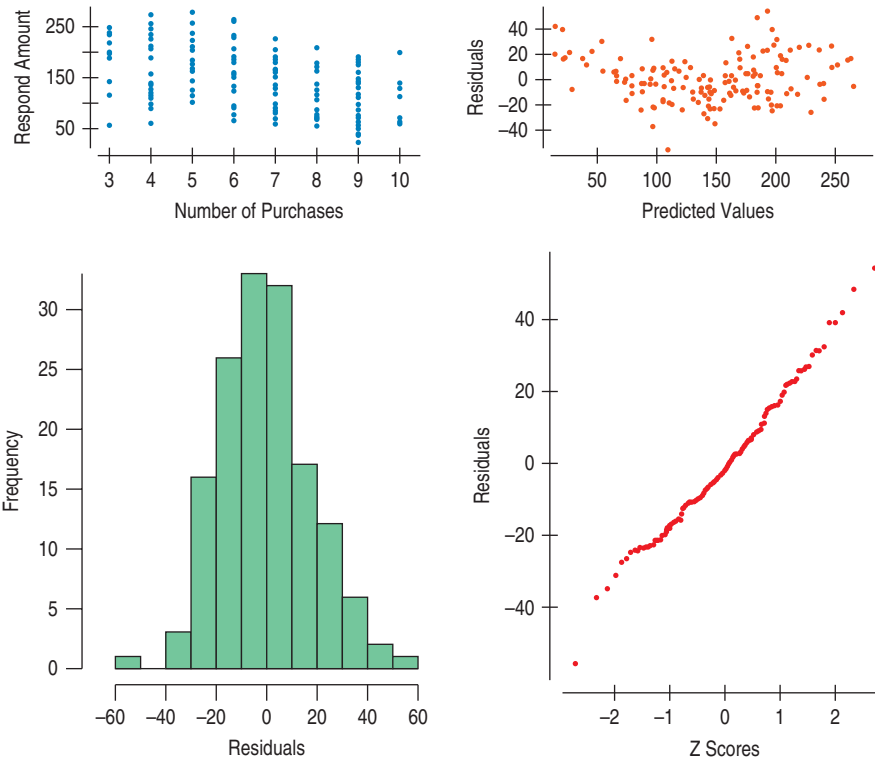 Respond Amount
250
150
50
3 4 5 6 7 8 9 10
Number of Purchases
Residuals
40
20
0
−20
−40
50 100 150 200 250
Predicted Values
Frequency
30
20
15
10
5
0
−60 −40 −20 0 20 40 60
Residuals
Residuals
40
20
0
−20
−40
−2 −1 0 1 2
Z Scores